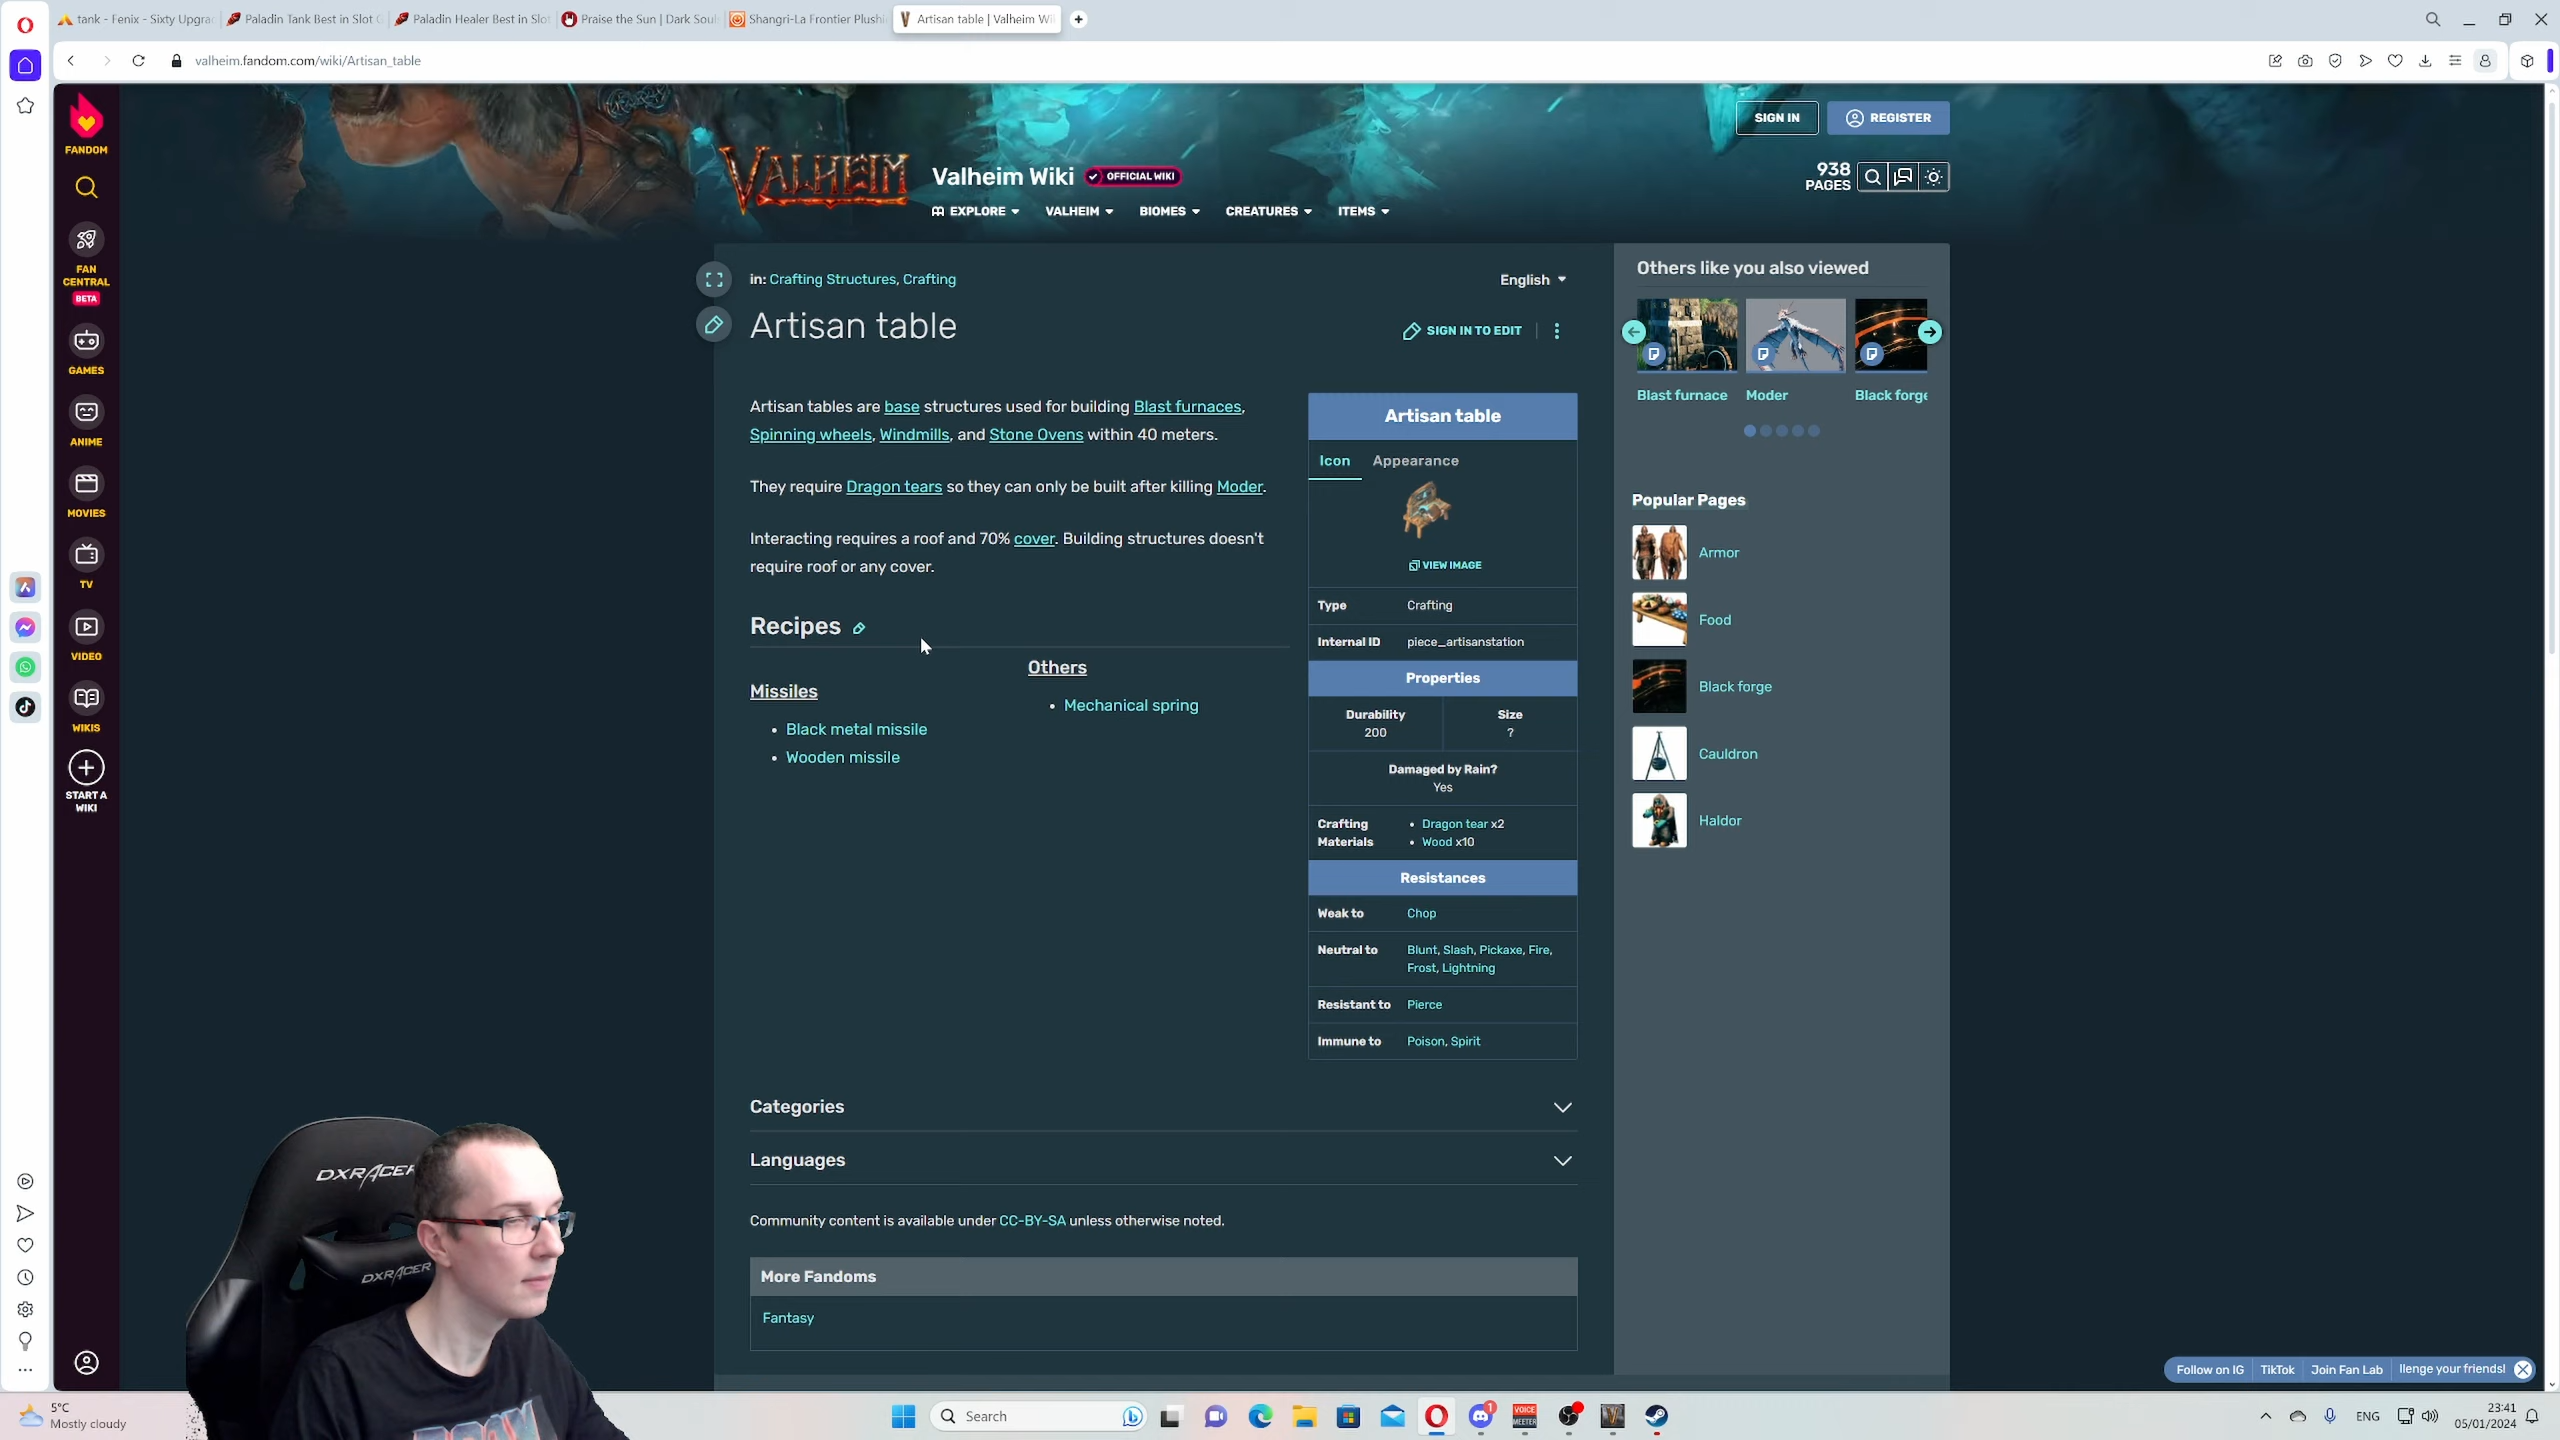 tank - Fenix - Sixty Upgra
Paladin Tank Best in Slot
Paladin Healer Best in Slot
Praise the Sun | Dark Soul
Shangri-La Frontier Plushi
Artisan table | Valheim Wi
valheim.fandom.com/wiki/Artisan_table
FANDOM
FAN
CENTRAL
BETA
GAMES
ANIME
MOVIES
TV
VIDEO
WIKIS
START A
WIKI
SIGN IN
REGISTER
VALHEIM
Valheim Wiki
OFFICIAL WIKI
938
PAGES
EXPLORE
VALHEIM
BIOMES
CREATURES
ITEMS
in: Crafting Structures, Crafting
English
Artisan table
SIGN IN TO EDIT
Artisan tables are base structures used for building Blast furnaces,
Spinning wheels, Windmills, and Stone Ovens within 40 meters.
They require Dragon tears so they can only be built after killing Moder.
Interacting requires a roof and 70% cover. Building structures doesn't
require roof or any cover.
Recipes
Missiles
Black metal missile
Wooden missile
Others
Mechanical spring
Artisan table
Icon
Appearance
VIEW IMAGE
Type Crafting
Internal ID piece_artisanstation
Properties
Durability
200
Size
?
Damaged by Rain?
Yes
Crafting
Materials
Dragon tear x2
Wood x10
Resistances
Weak to Chop
Neutral to Blunt, Slash, Pickaxe, Fire,
Frost, Lightning
Resistant to Pierce
Immune to Poison, Spirit
Others like you also viewed
Blast furnace
Moder
Black forge
Popular Pages
Armor
Food
Black forge
Cauldron
Haldor
Categories
Languages
Community content is available under CC-BY-SA unless otherwise noted.
More Fandoms
Fantasy
DXRACER
DXRACER
Follow on IG
TikTok
Join Fan Lab
llenge your friends!
5°C
Mostly cloudy
Search
VOICE
MEETER
1
ENG
23:41
05/01/2024